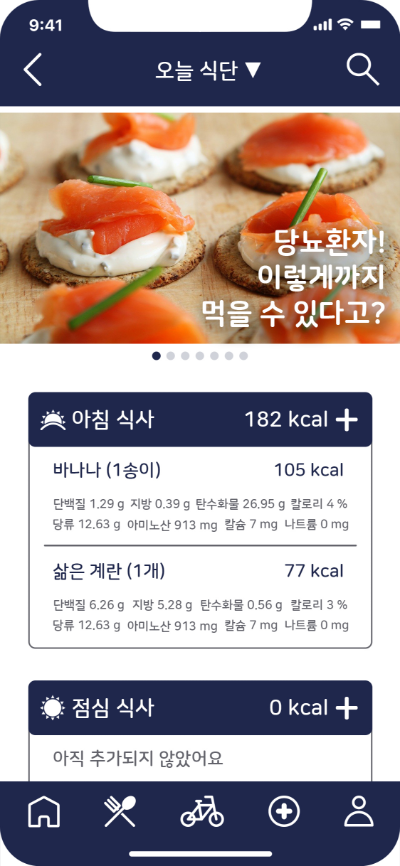 9:41
오늘 식단 ▼
당뇨환자!
이렇게까지
먹을 수 있다고?
아침 식사 182 kcal +
바나나 (1송이) 105 kcal
단백질 1.29 g 지방 0.39 g 탄수화물 26.95 g 칼로리 4 %
당류 12.63 g 아미노산 913 mg 칼슘 7 mg 나트륨 0 mg
삶은 계란 (1개) 77 kcal
단백질 6.26 g 지방 5.28 g 탄수화물 0.56 g 칼로리 3 %
당류 12.63 g 아미노산 913 mg 칼슘 7 mg 나트륨 0 mg
점심 식사 0 kcal +
아직 추가되지 않았어요